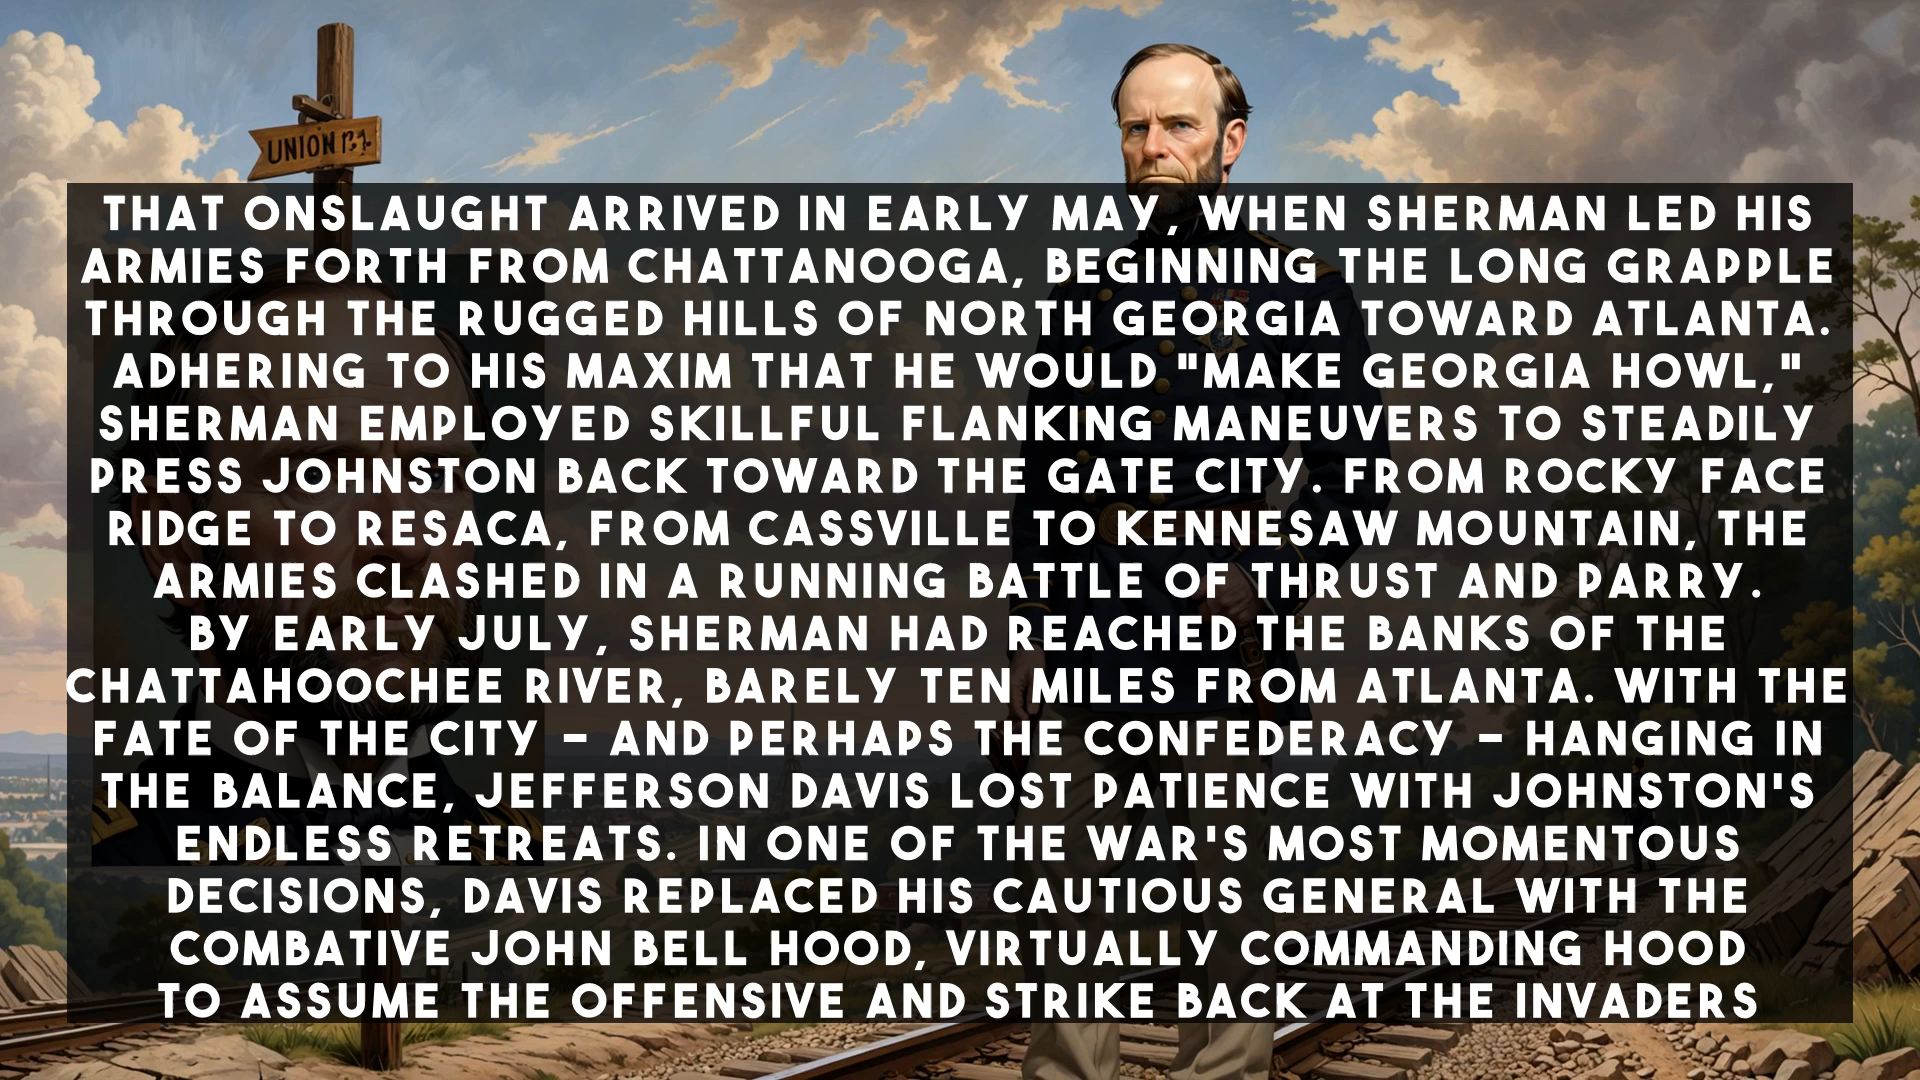 UNION
THAT ONSLAUGHT ARRIVED IN EARLY MAY, WHEN SHERMAN LED HIS
ARMIES FORTH FROM CHATTANOOGA, BEGINNING THE LONG GRAPPLE
THROUGH THE RUGGED HILLS OF NORTH GEORGIA TOWARD ATLANTA.
ADHERING TO HIS MAXIM THAT HE WOULD "MAKE GEORGIA HOWL,"
SHERMAN EMPLOYED SKILLFUL FLANKING MANEUVERS TO STEADILY
PRESS JOHNSTON BACK TOWARD THE GATE CITY. FROM ROCKY FACE
RIDGE TO RESACA, FROM CASSVILLE TO KENNESAW MOUNTAIN, THE
ARMIES CLASHED IN A RUNNING BATTLE OF THRUST AND PARRY.
BY EARLY JULY, SHERMAN HAD REACHED THE BANKS OF THE
CHATTAHOOCHEE RIVER, BARELY TEN MILES FROM ATLANTA. WITH THE
FATE OF THE CITY - AND PERHAPS THE CONFEDERACY - HANGING IN
THE BALANCE, JEFFERSON DAVIS LOST PATIENCE WITH JOHNSTON'S
ENDLESS RETREATS. IN ONE OF THE WAR'S MOST MOMENTOUS
DECISIONS, DAVIS REPLACED HIS CAUTIOUS GENERAL WITH THE
COMBATIVE JOHN BELL HOOD, VIRTUALLY COMMANDING HOOD
TO ASSUME THE OFFENSIVE AND STRIKE BACK AT THE INVADERS